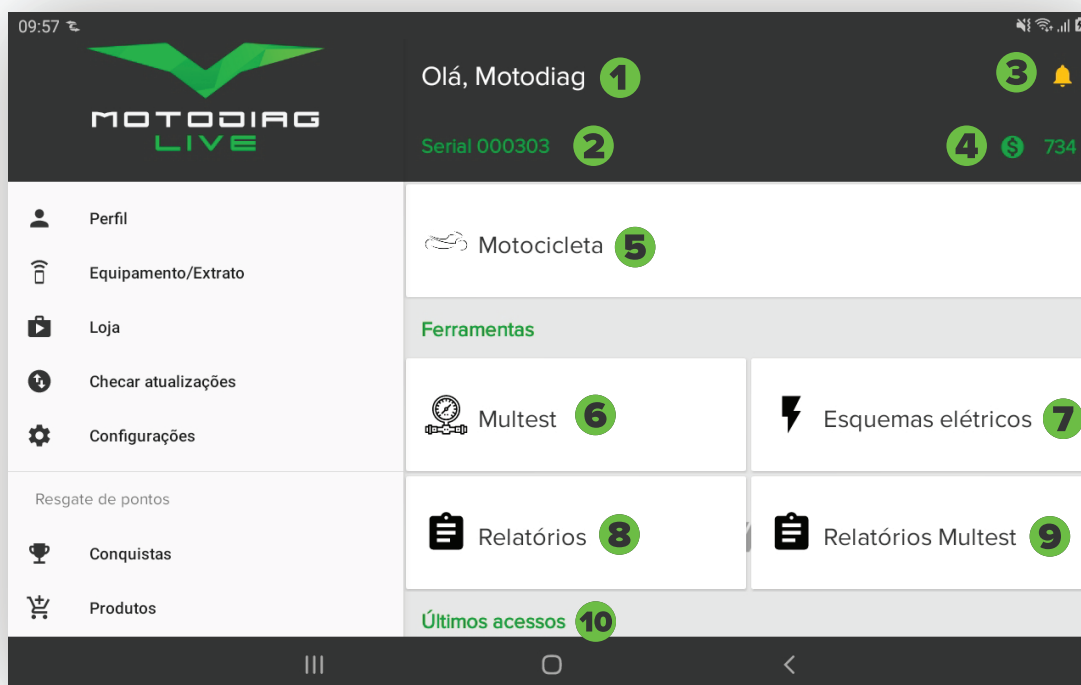 09:57
MOTODIAG
LIVE
Perfil
Equipamento/Extrato
Loja
Checar atualizações
Configurações
Resgate de pontos
Conquistas
Produtos
Olá, Motodiag 1
3
Serial 000303 2
4 $ 734
Motocicleta 5
Ferramentas
Multest 6
Esquemas elétricos 7
Relatórios 8
Relatórios Multest 9
Últimos acessos 10